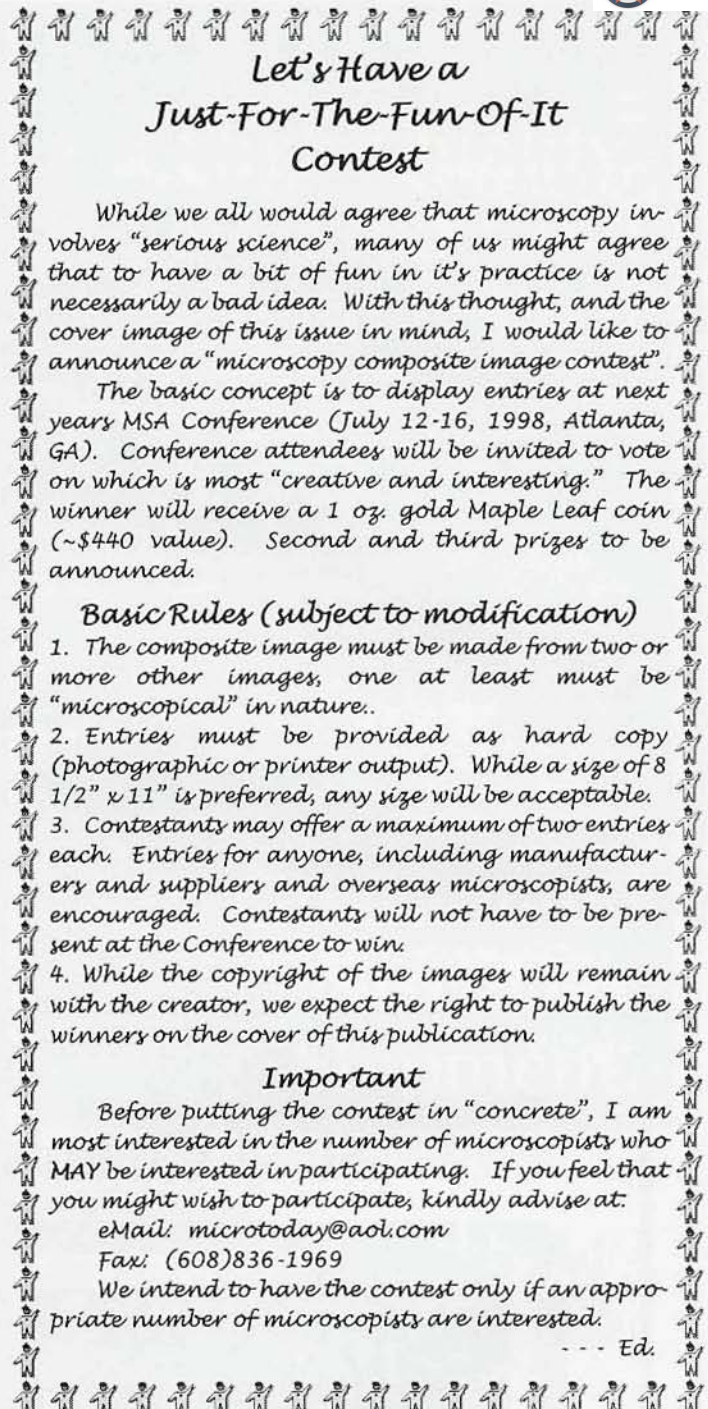 Let's Have a
Just-For-The-Fun-Of-It
Contest
While we all would agree that microscopy in-
volves "serious science", many of us might agree
that to have a bit of fun in it's practice is not
necessarily a bad idea. With this thought, and the
cover image of this issue in mind, I would like to
announce a "microscopy composite image contest".
The basic concept is to display entries at next
years MSA Conference (July 12-16, 1998, Atlanta,
GA). Conference attendees will be invited to vote
on which is most "creative and interesting." The
winner will receive a 1 oz. gold Maple Leaf coin
(~$440 value). Second and third prizes to be
announced.
Basic Rules (subject to modification)
1. The composite image must be made from two or
more other images, one at least must be
"microscopical" in nature..
2. Entries must be provided as hard copy
(photographic or printer output). While a size of 8
1/2" x 11" is preferred, any size will be acceptable.
3. Contestants may offer a maximum of two entries
each. Entries for anyone, including manufactur-
ers and suppliers and overseas microscopists, are
encouraged. Contestants will not have to be pre-
sent at the Conference to win.
4. While the copyright of the images will remain
with the creator, we expect the right to publish the
winners on the cover of this publication.
Important
Before putting the contest in "concrete", I am
most interested in the number of microscopists who
MAY be interested in participating. If you feel that
you might wish to participate, kindly advise at:
eMail: microtoday@aol.com
Fax: (608)836-1969
We intend to have the contest only if an appro-
priate number of microscopists are interested.
- - - Ed.